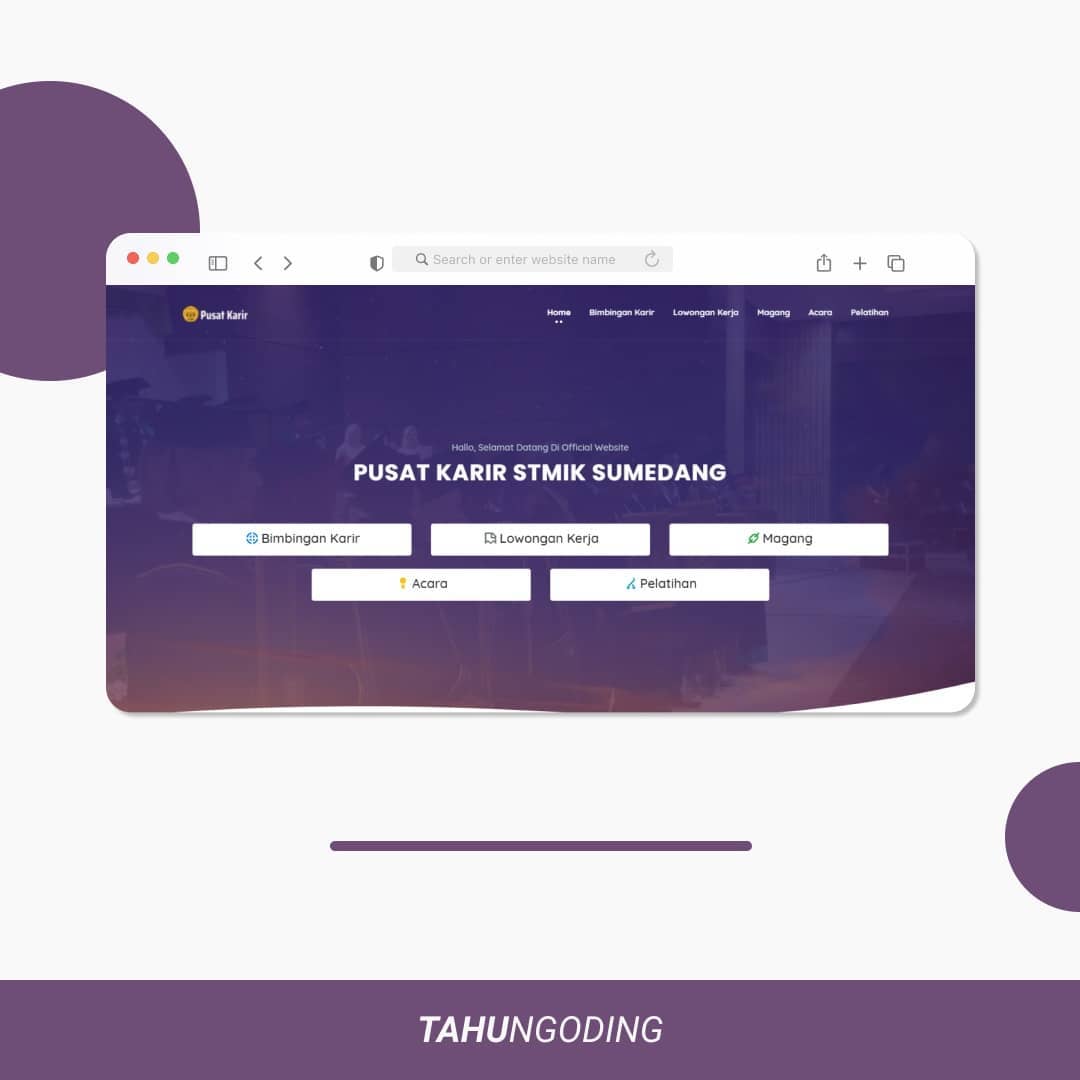 Search or enter website name
Pusat Karir
Home Bimbingan Karir Lowongan Kerja Magang Acara Pelatihan
Hallo, Selamat Datang Di Official Website
PUSAT KARIR STMIK SUMEDANG
Bimbingan Karir Lowongan Kerja Magang
Acara Pelatihan
TAHUNGODING